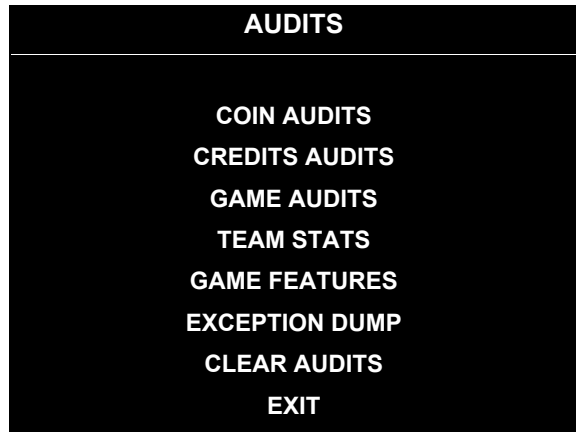 AUDITS
COIN AUDITS
CREDITS AUDITS
GAME AUDITS
TEAM STATS
GAME FEATURES
EXCEPTION DUMP
CLEAR AUDITS
EXIT